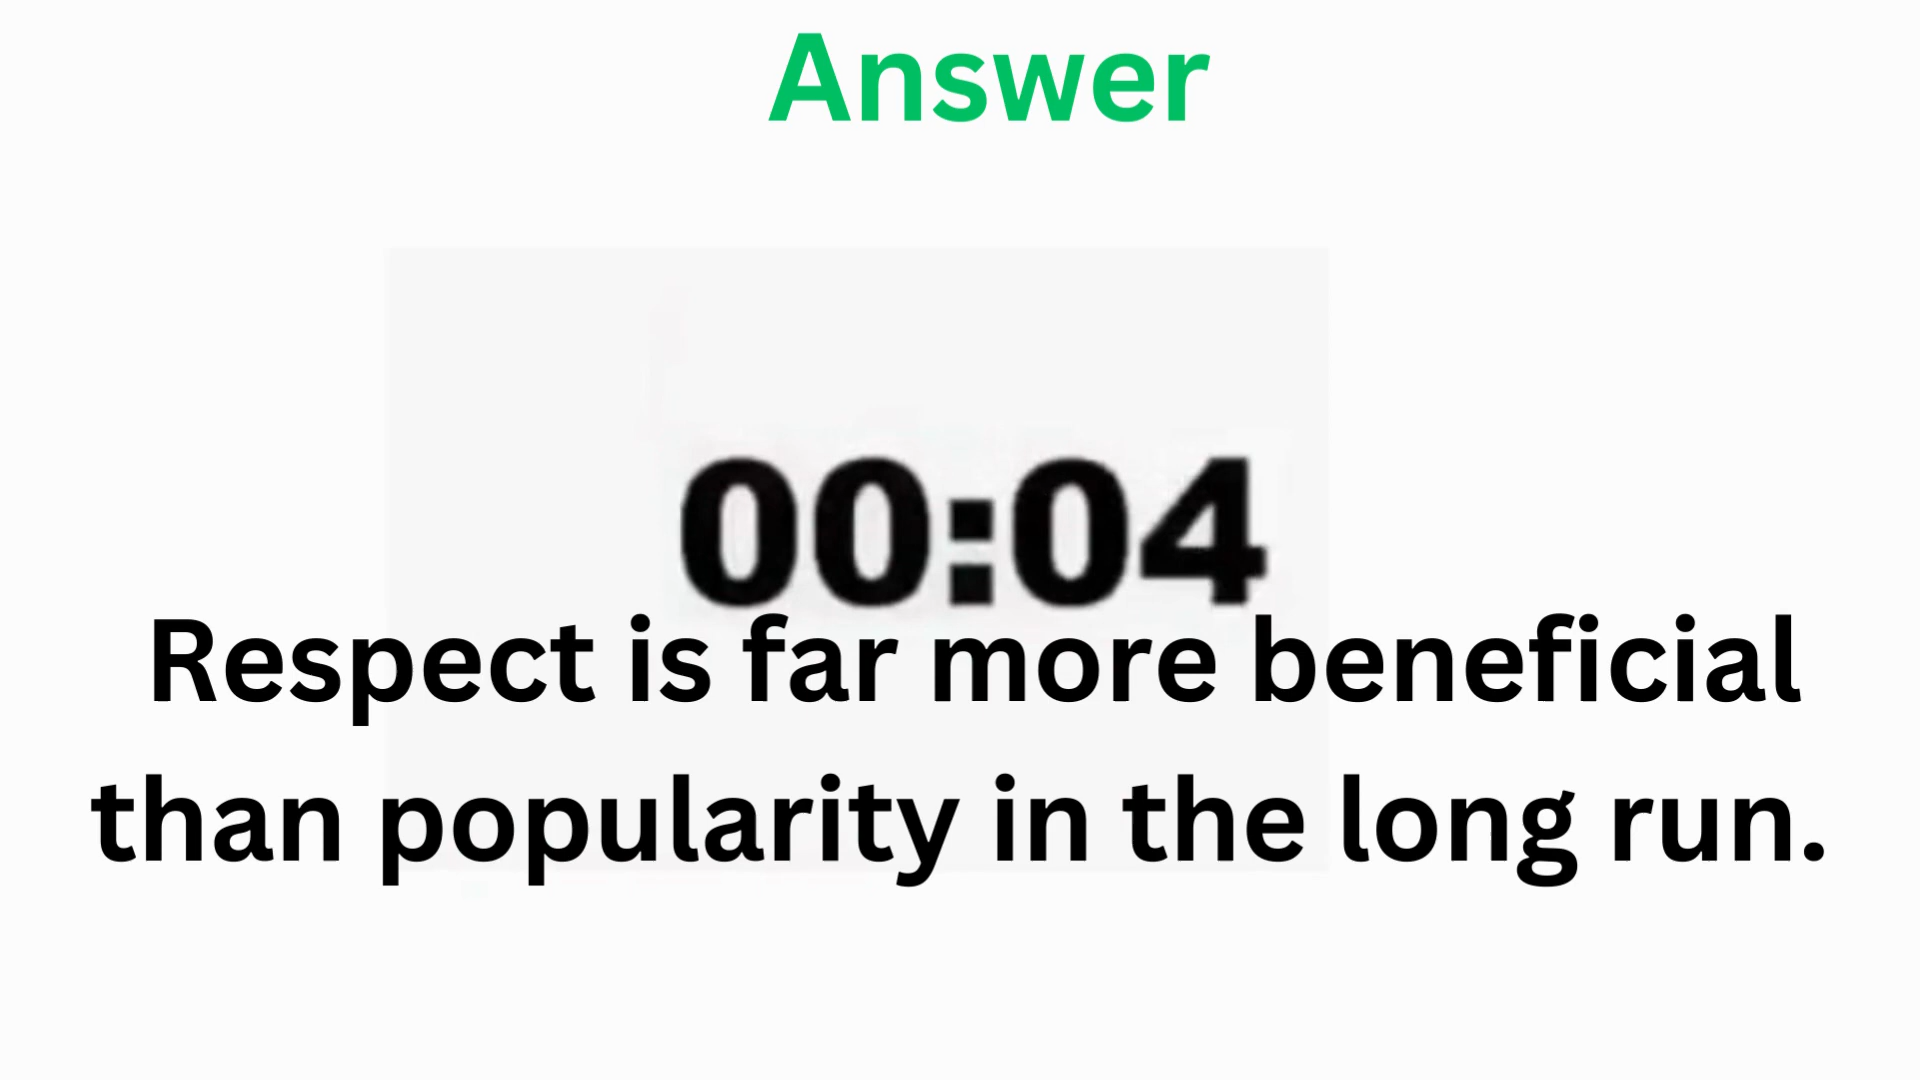 Answer
00:04
Respect is far more beneficial
than popularity in the long run.